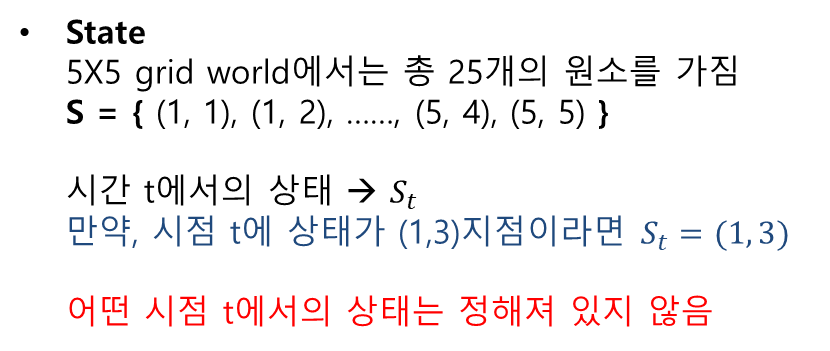 • State
5X5 grid world에서는 총 25개의 원소를 가짐
S = { (1, 1), (1, 2), ……, (5, 4), (5, 5) }
시간 t에서의 상태 → S_t
만약, 시점 t에 상태가 (1,3)지점이라면 S_t = (1, 3)
어떤 시점 t에서의 상태는 정해져 있지 않음